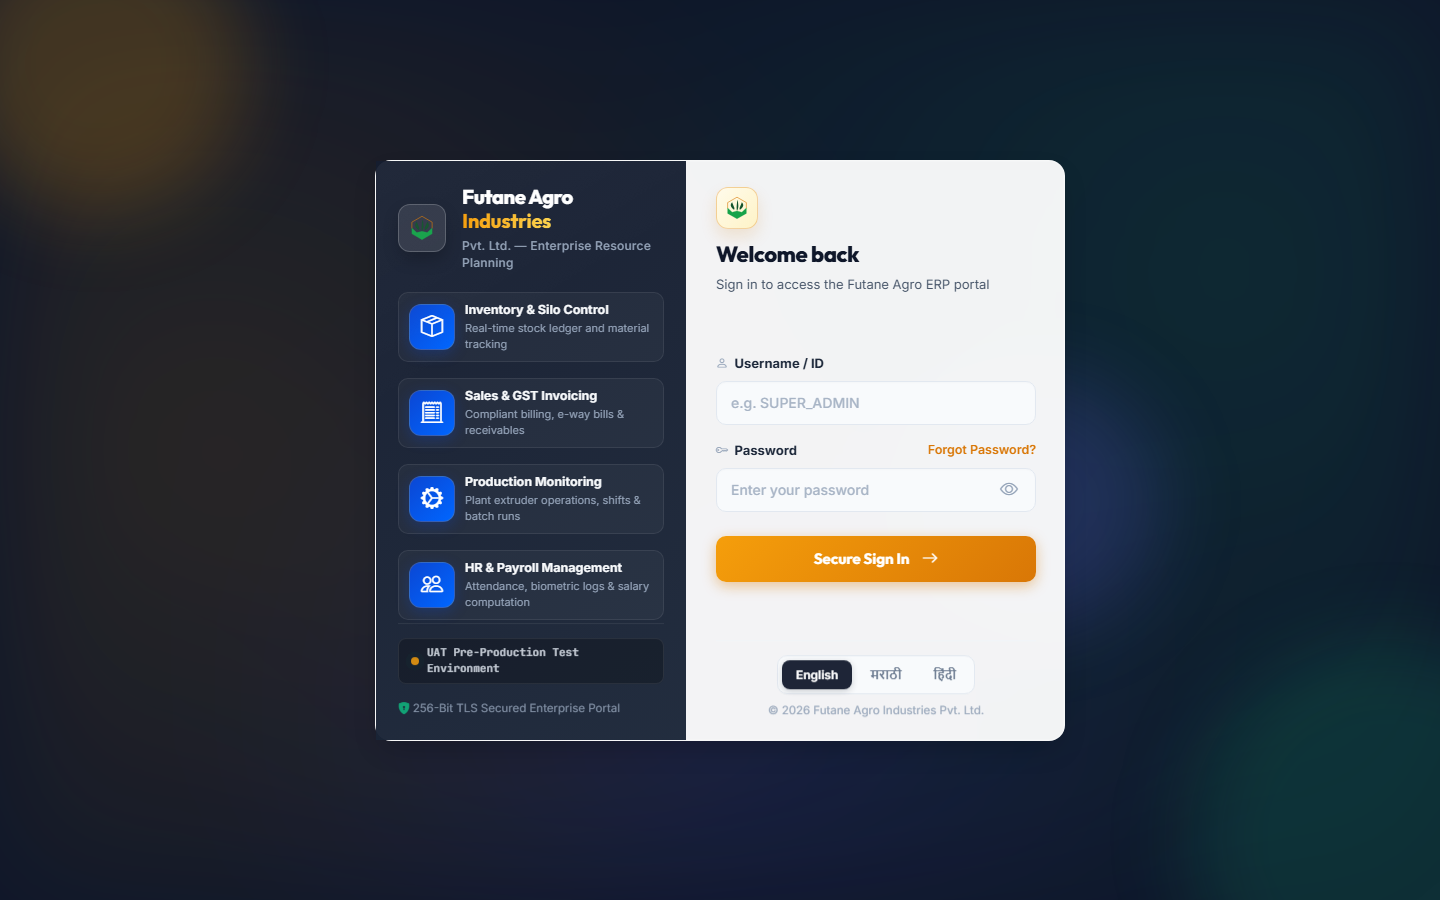 Futane Agro
Industries
Pvt. Ltd. — Enterprise Resource
Planning
Inventory & Silo Control
Real-time stock ledger and material
tracking
Sales & GST Invoicing
Compliant billing, e-way bills &
receivables
Production Monitoring
Plant extruder operations, shifts &
batch runs
HR & Payroll Management
Attendance, biometric logs & salary
computation
UAT Pre-Production Test
Environment
256-Bit TLS Secured Enterprise Portal
Welcome back
Sign in to access the Futane Agro ERP portal
Username / ID
e.g. SUPER_ADMIN
Password Forgot Password?
Enter your password
Secure Sign In →
English मराठी हिंदी
© 2026 Futane Agro Industries Pvt. Ltd.